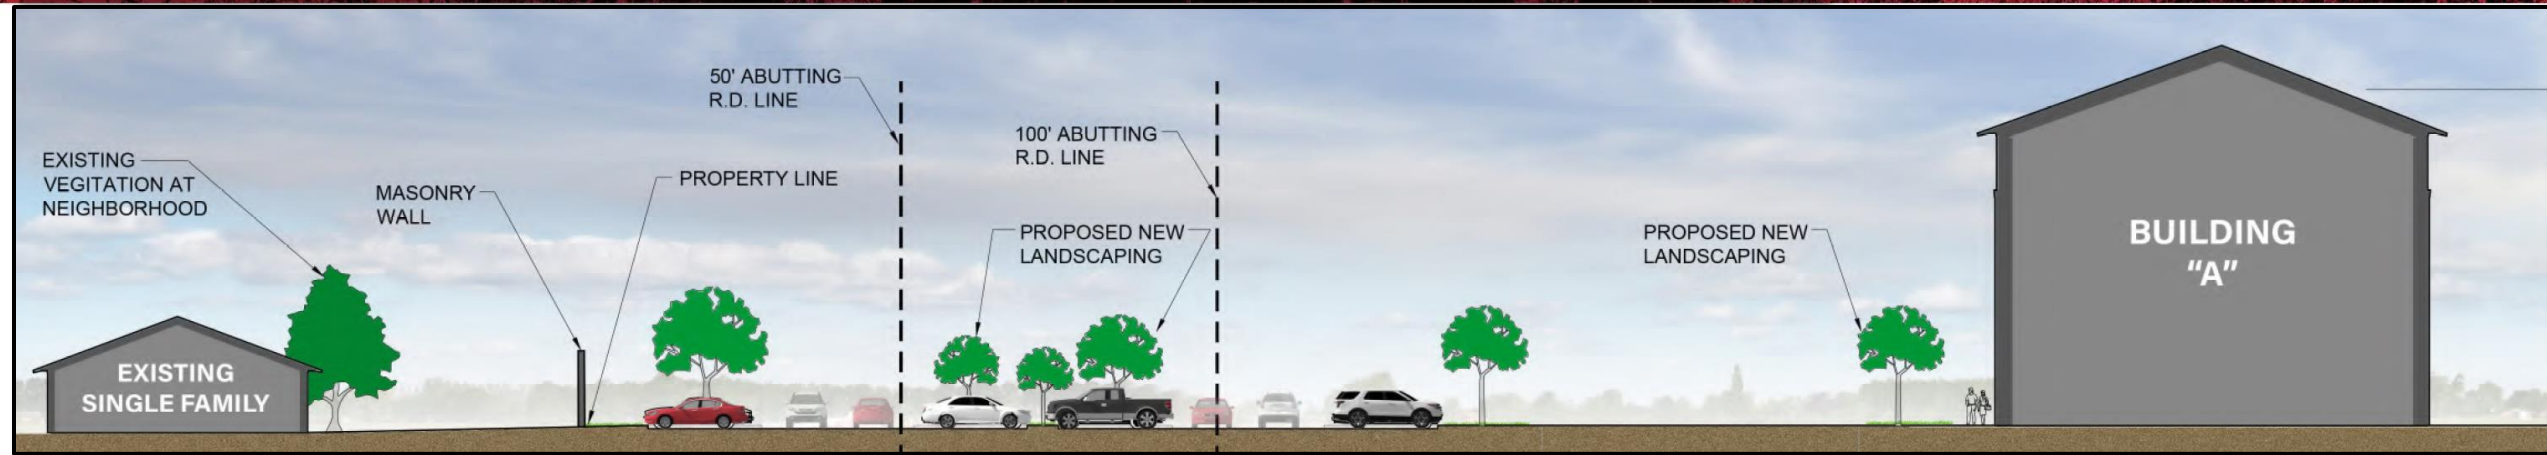 50' ABUTTING
R.D. LINE
100' ABUTTING
R.D. LINE
EXISTING
VEGITATION AT
NEIGHBORHOOD
MASONRY
WALL
PROPERTY LINE
PROPOSED NEW
LANDSCAPING
PROPOSED NEW
LANDSCAPING
BUILDING
"A"
EXISTING
SINGLE FAMILY